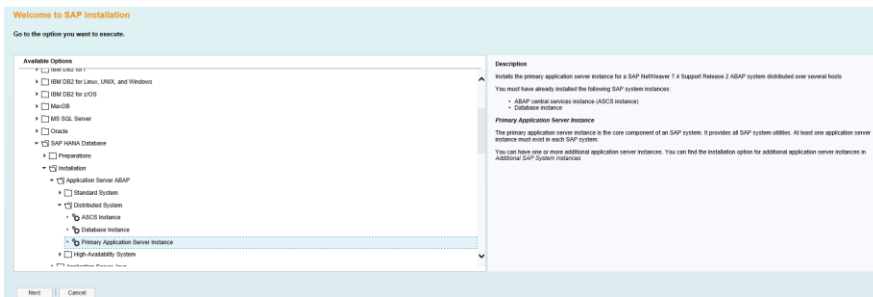 Welcome to SAP Installation
Go to the option you want to execute.
Available Options
IBM DB2 for i
IBM DB2 for Linux, UNIX, and Windows
IBM DB2 for z/OS
MaxDB
MS SQL Server
Oracle
SAP HANA Database
Preparations
Installation
Application Server ABAP
Standard System
Distributed System
ASCS Instance
Database Instance
Primary Application Server Instance
High-Availability System
Application Server Java
Description
Installs the primary application server instance for a SAP NetWeaver 7.4 Support Release 2 ABAP system distributed over several hosts
You must have already installed the following SAP system instances:
• ABAP central services instance (ASCS instance)
• Database instance
Primary Application Server Instance
The primary application server instance is the core component of an SAP system. It provides all SAP system utilities. At least one application server
instance must exist in each SAP system.
You can have one or more additional application server instances. You can find the installation option for additional application server instances in
Additional SAP System Instances
Next
Cancel